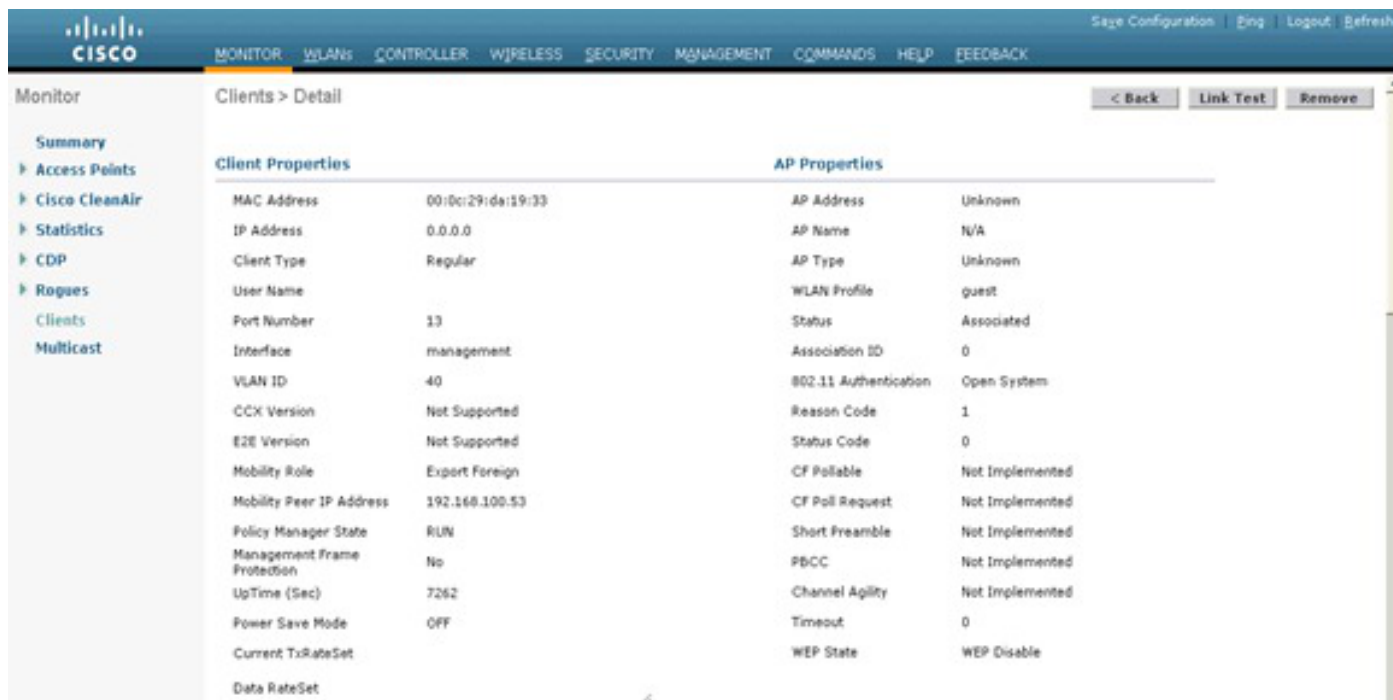 CISCO
Save Configuration | Ping | Logout | Refresh
MONITOR WLANs CONTROLLER WIRELESS SECURITY MANAGEMENT COMMANDS HELP FEEDBACK
Monitor
Summary
Access Points
Cisco CleanAir
Statistics
CDP
Rogues
Clients
Multicast
Clients > Detail
< Back Link Test Remove
Client Properties
MAC Address 00:0c:29:da:19:33
IP Address 0.0.0.0
Client Type Regular
User Name
Port Number 13
Interface management
VLAN ID 40
CCX Version Not Supported
E2E Version Not Supported
Mobility Role Export Foreign
Mobility Peer IP Address 192.168.100.53
Policy Manager State RUN
Management Frame
Protection No
UpTime (Sec) 7262
Power Save Mode OFF
Current TxRateSet
Data RateSet
AP Properties
AP Address Unknown
AP Name N/A
AP Type Unknown
WLAN Profile guest
Status Associated
Association ID 0
802.11 Authentication Open System
Reason Code 1
Status Code 0
CF Pollable Not Implemented
CF Poll Request Not Implemented
Short Preamble Not Implemented
PBCC Not Implemented
Channel Agility Not Implemented
Timeout 0
WEP State WEP Disable